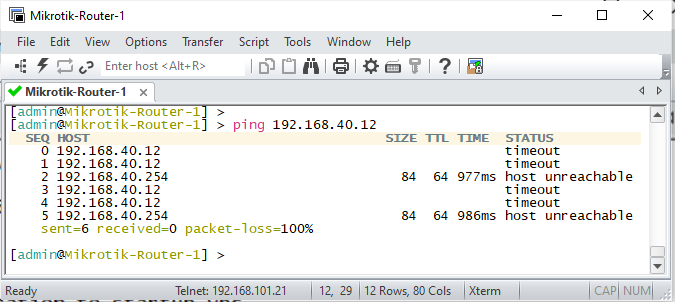 Mikrotik-Router-1
File Edit View Options Transfer Script Tools Window Help
Enter host <Alt+R>
Mikrotik-Router-1
[admin@Mikrotik-Router-1] >
[admin@Mikrotik-Router-1] > ping 192.168.40.12
SEQ HOST SIZE TTL TIME STATUS
0 192.168.40.12 timeout
1 192.168.40.12 timeout
2 192.168.40.254 84 64 977ms host unreachable
3 192.168.40.12 timeout
4 192.168.40.12 timeout
5 192.168.40.254 84 64 986ms host unreachable
sent=6 received=0 packet-loss=100%
[admin@Mikrotik-Router-1] >
Ready Telnet: 192.168.101.21 12, 29 12 Rows, 80 Cols Xterm CAP NUM